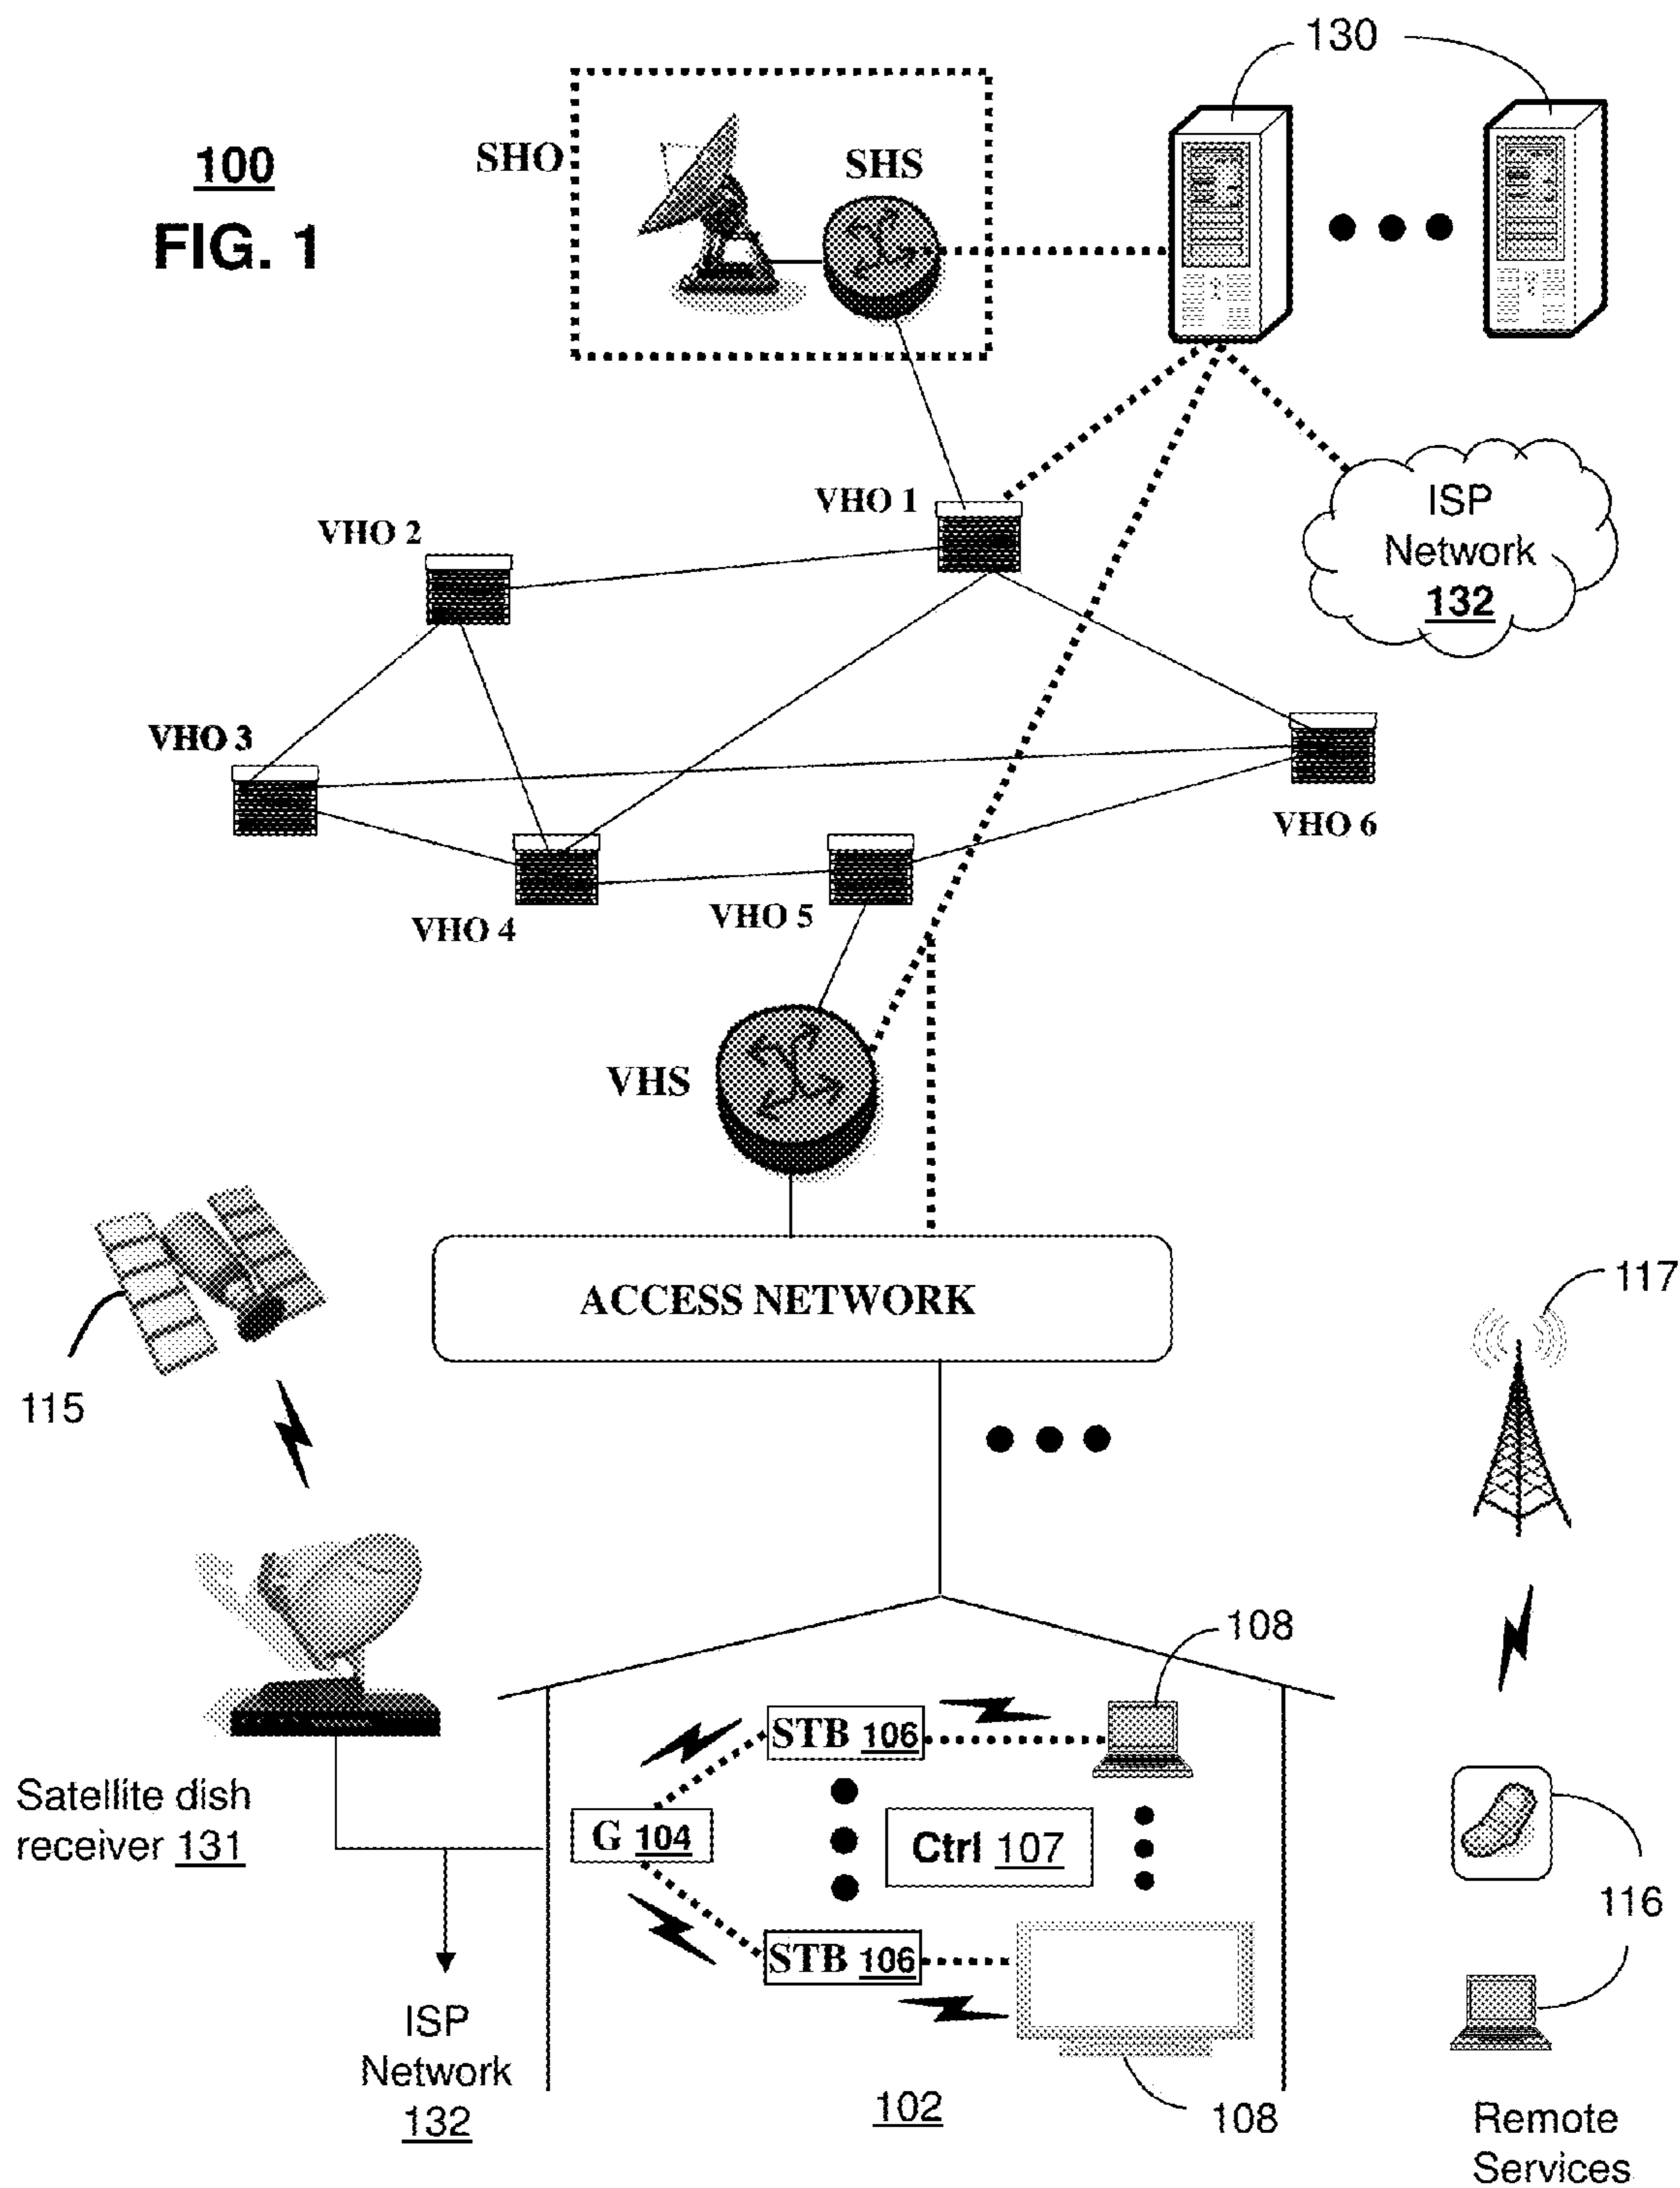 130
100
FIG. 1
SHO
SHS
VHO 1
VHO 2
ISP
Network
132
VHO 3
VHO 6
VHO 4
VHO 5
VHS
ACCESS NETWORK
117
115
108
STB 106
Satellite dish
receiver 131
G 104
Ctrl 107
116
STB 106
ISP
Network
132
102
108
Remote
Services